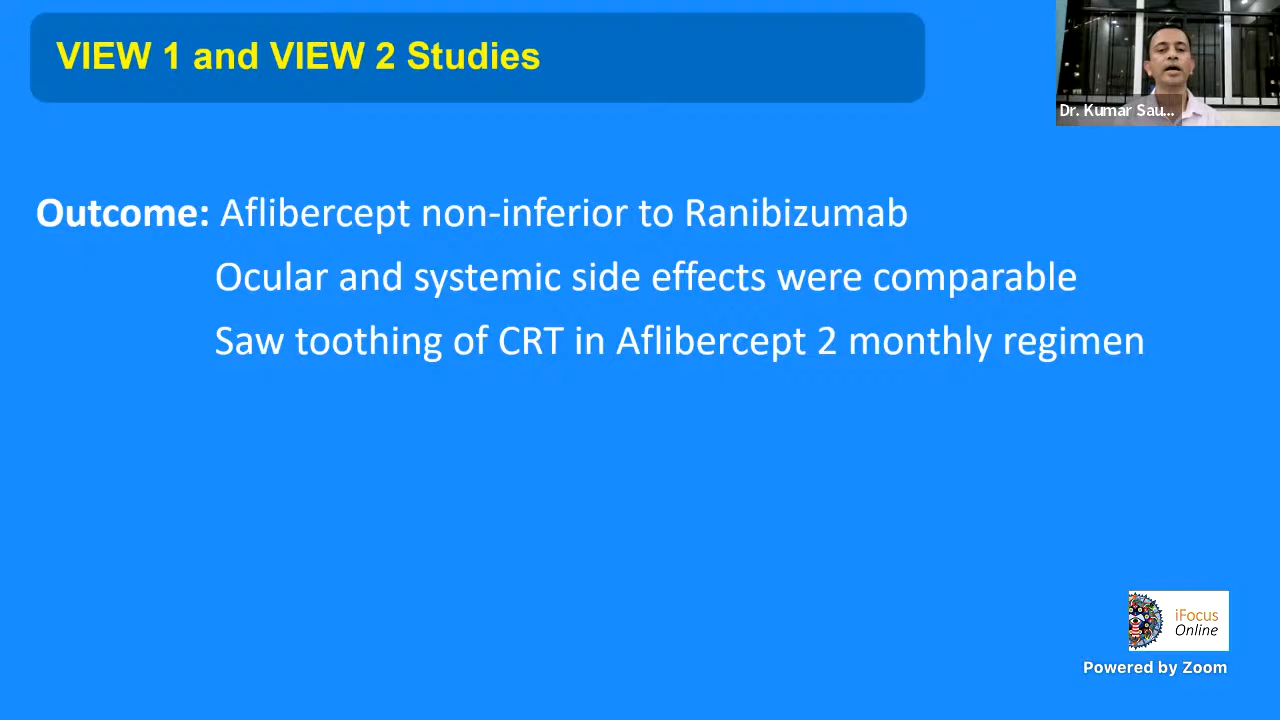 VIEW 1 and VIEW 2 Studies
Dr. Kumar Sau...
Outcome: Aflibercept non-inferior to Ranibizumab
Ocular and systemic side effects were comparable
Saw toothing of CRT in Aflibercept 2 monthly regimen
iFocus
Online
Powered by Zoom